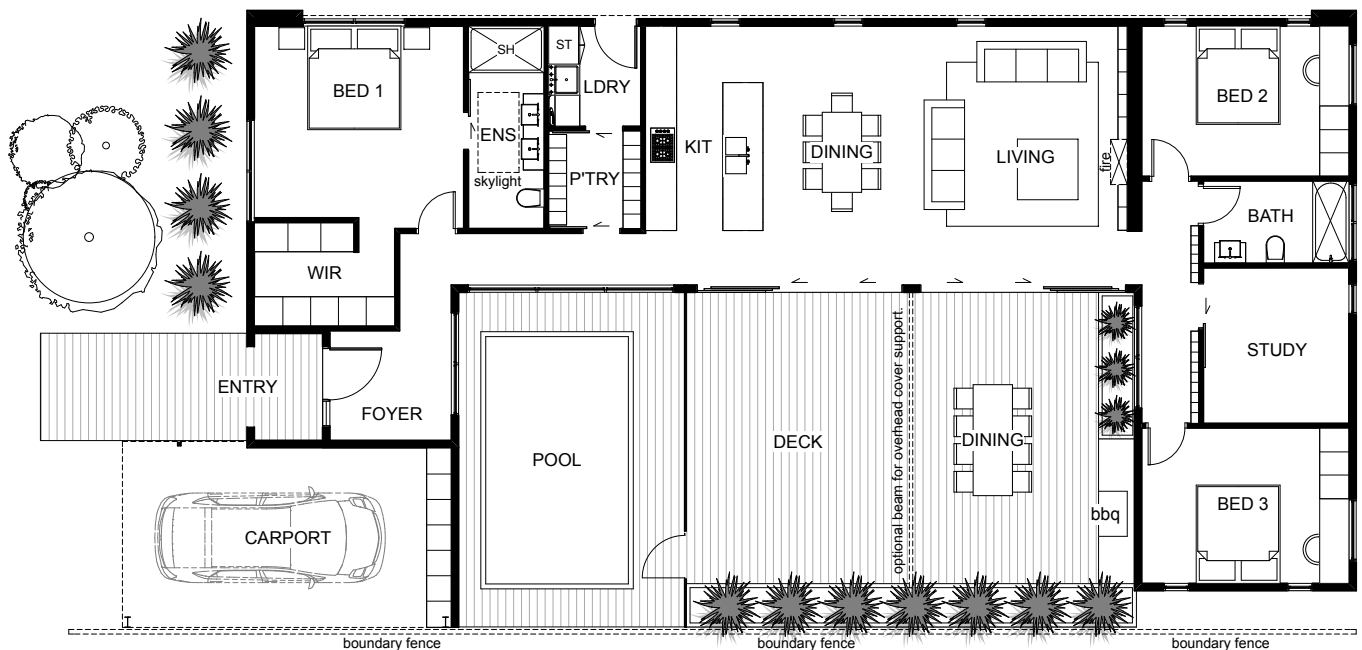 SH
ST
BED 1
LDRY
BED 2
ENS
KIT
DINING
LIVING
fire
skylight
P'TRY
BATH
WIR
STUDY
ENTRY
FOYER
optional beam for overhead cover support.
DECK
DINING
POOL
BED 3
bbq
CARPORT
boundary fence
boundary fence
boundary fence